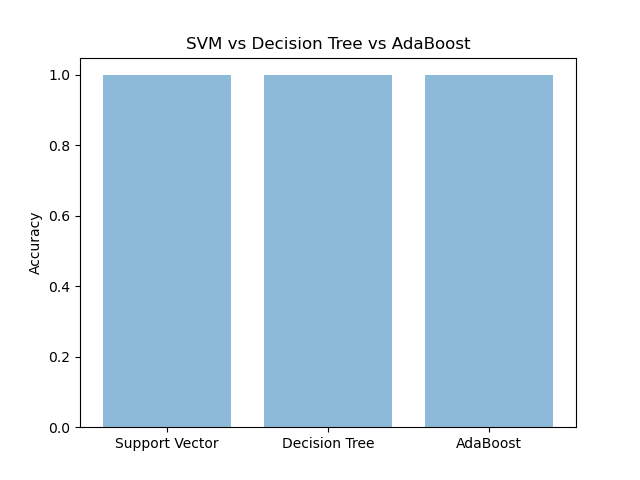 SVM vs Decision Tree vs AdaBoost
Accuracy
1.0
0.8
0.6
0.4
0.2
0.0
Support Vector
Decision Tree
AdaBoost